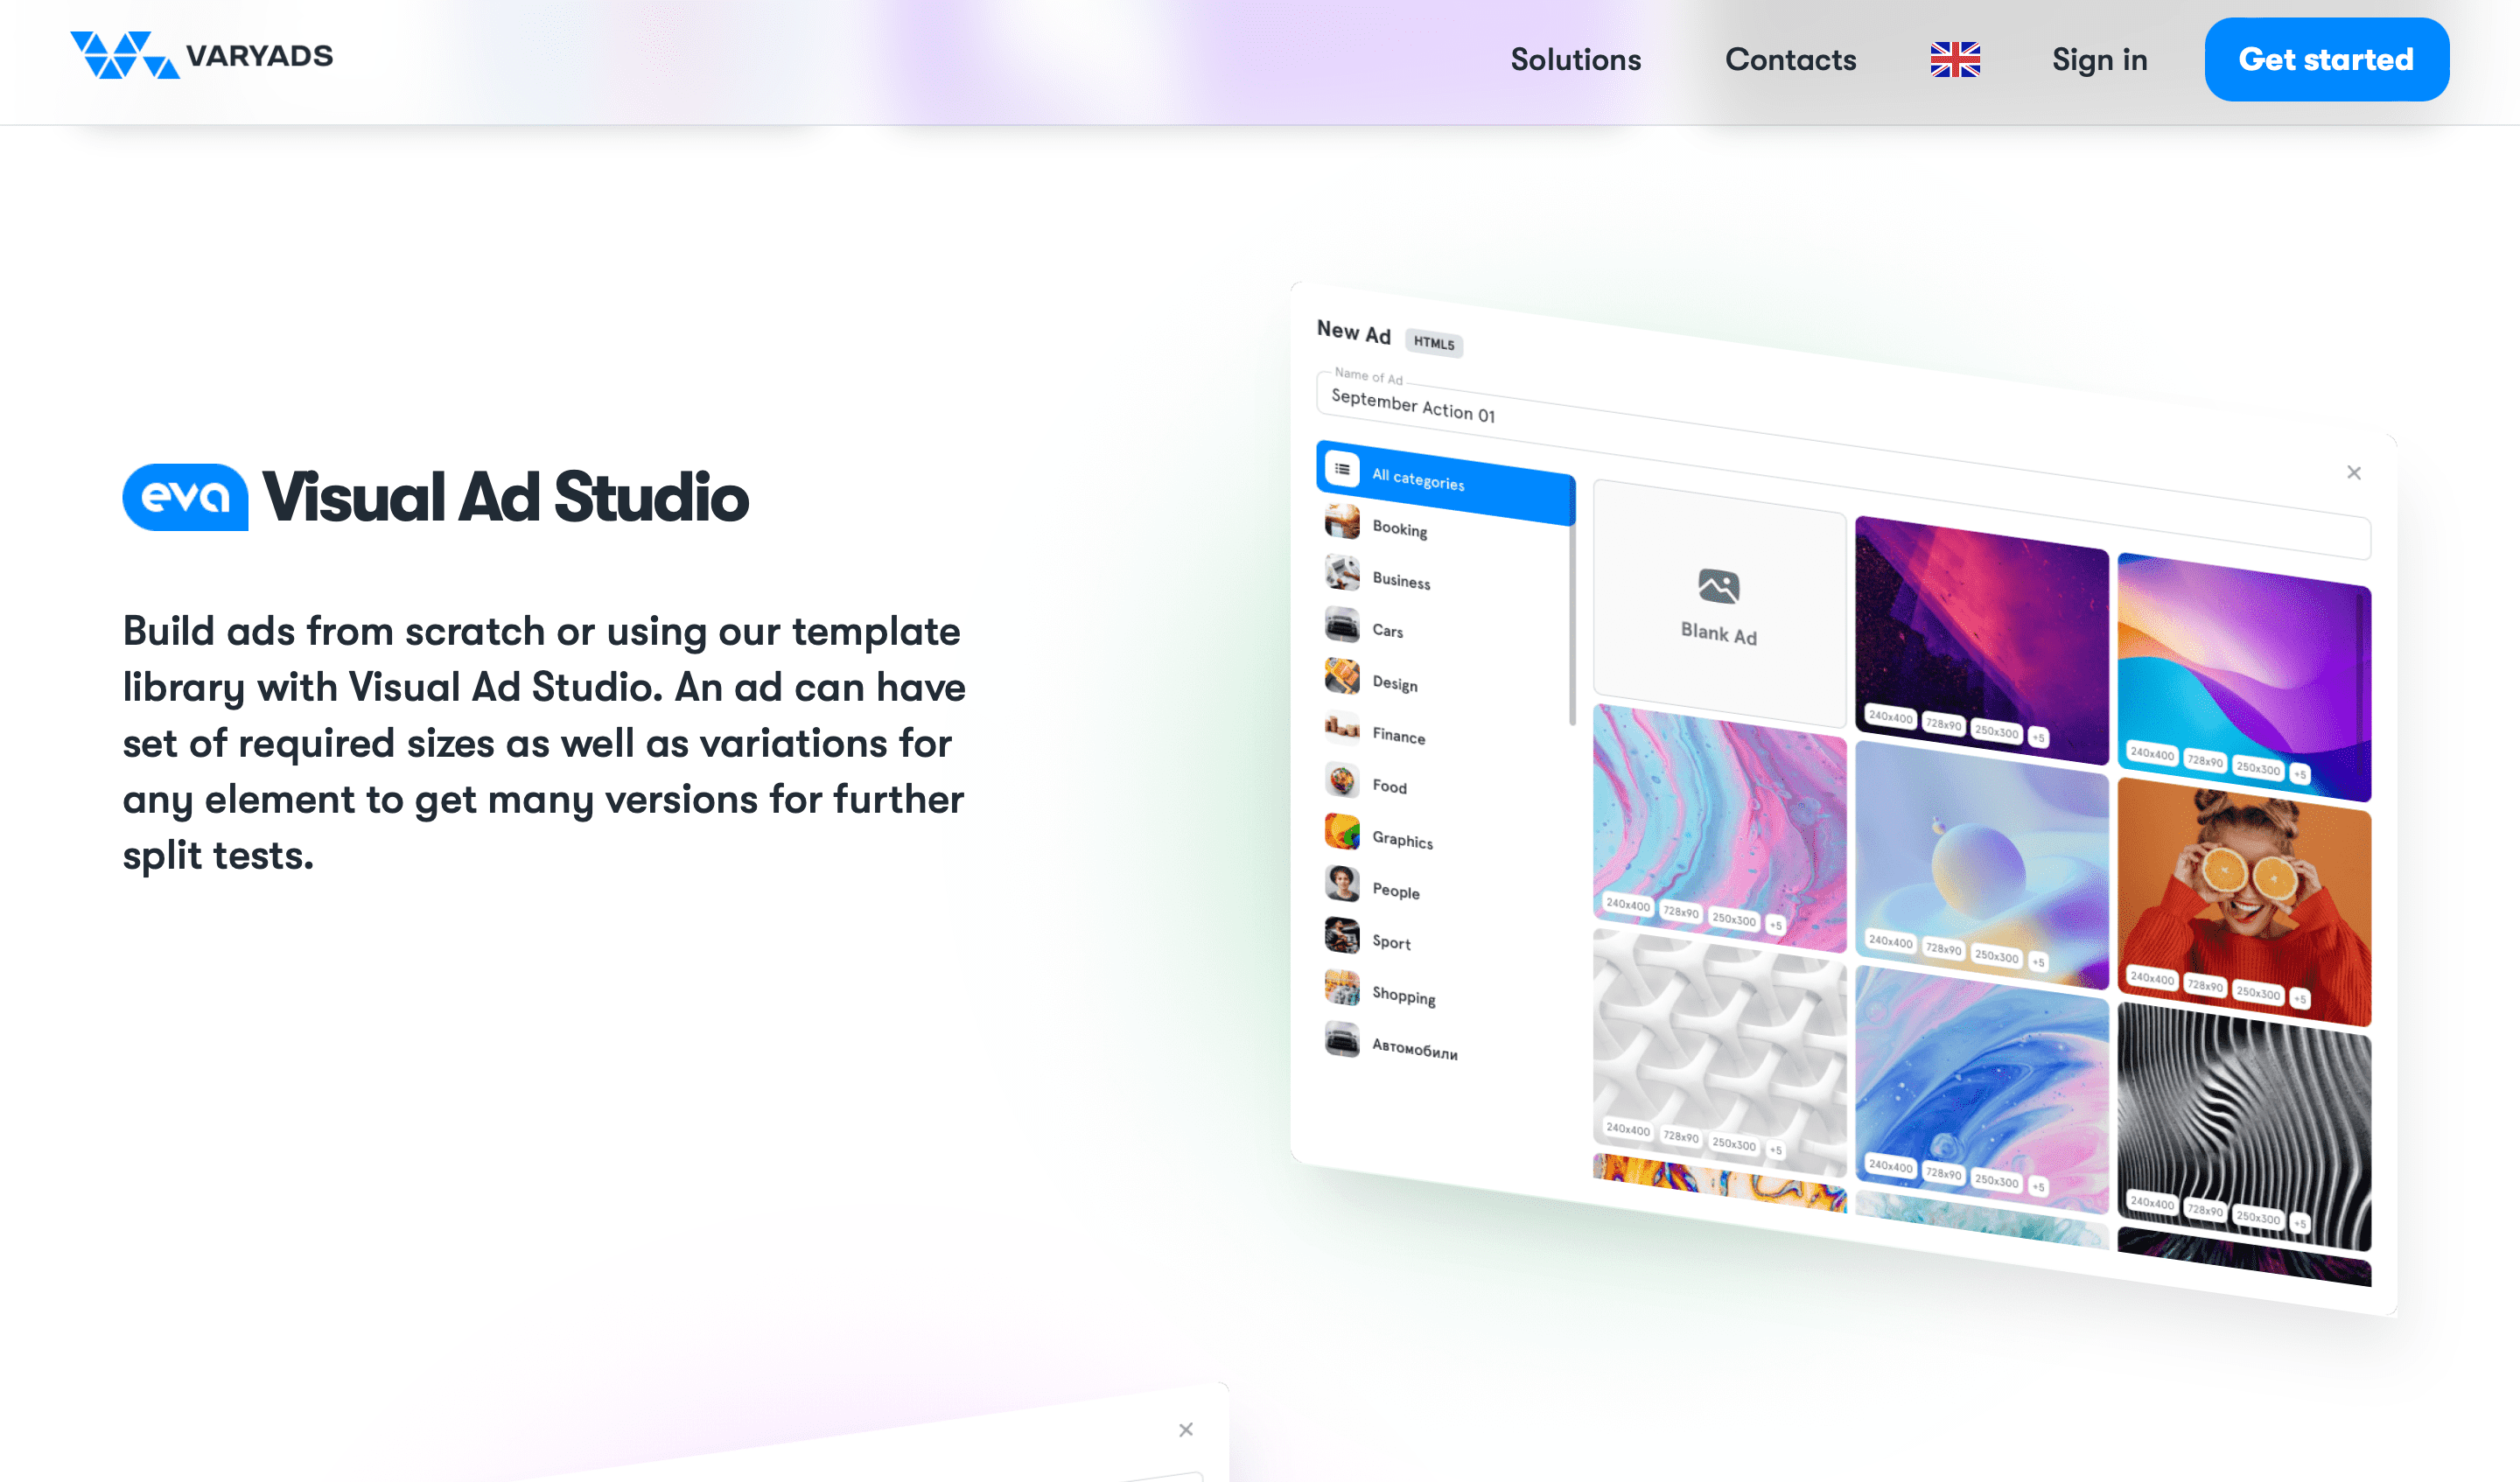 VARYADS
Solutions
Contacts
Sign in
Get started
eva Visual Ad Studio
Build ads from scratch or using our template
library with Visual Ad Studio. An ad can have
set of required sizes as well as variations for
any element to get many versions for further
split tests.
New Ad HTML5
Name of Ad
September Action 01
All categories
Booking
Business
Cars
Design
Finance
Food
Graphics
People
Sport
Shopping
Автомобили
Blank Ad
240x400 728x90 250x300 +5
240x400 728x90 250x300 +5
240x400 728x90 250x300 +5
240x400 728x90 250x300 +5
240x400 728x90 250x300 +5
240x400 728x90 250x300 +5
240x400 728x90 250x300 +5
240x400 728x90 250x300 +5